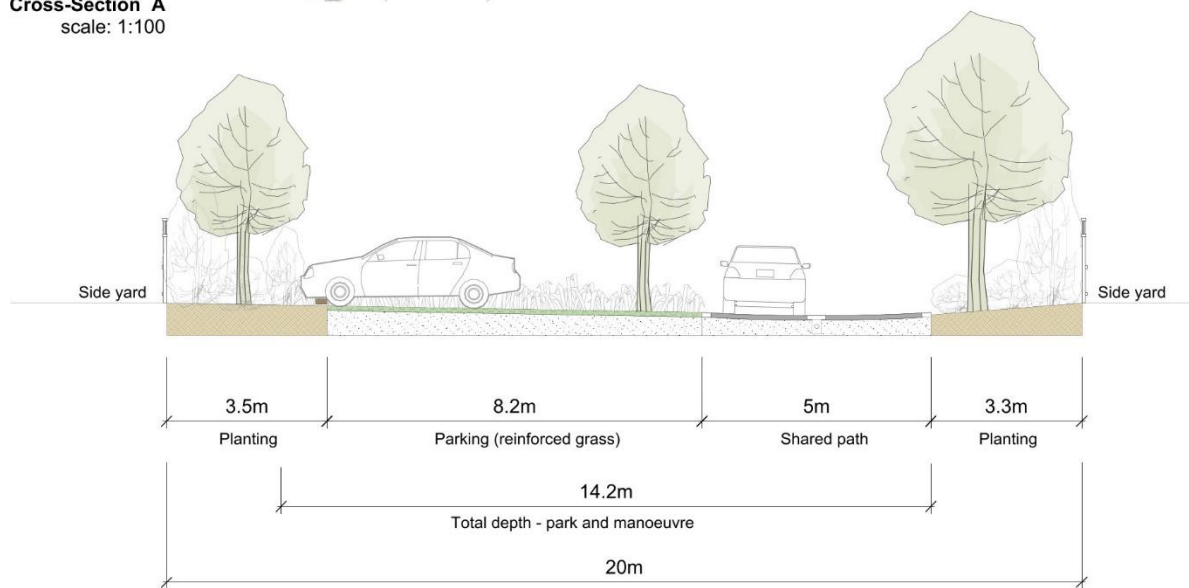 Cross-Section A
scale: 1:100
Side yard
Side yard
3.5m
8.2m
5m
3.3m
Planting
Parking (reinforced grass)
Shared path
Planting
14.2m
Total depth - park and manoeuvre
20m